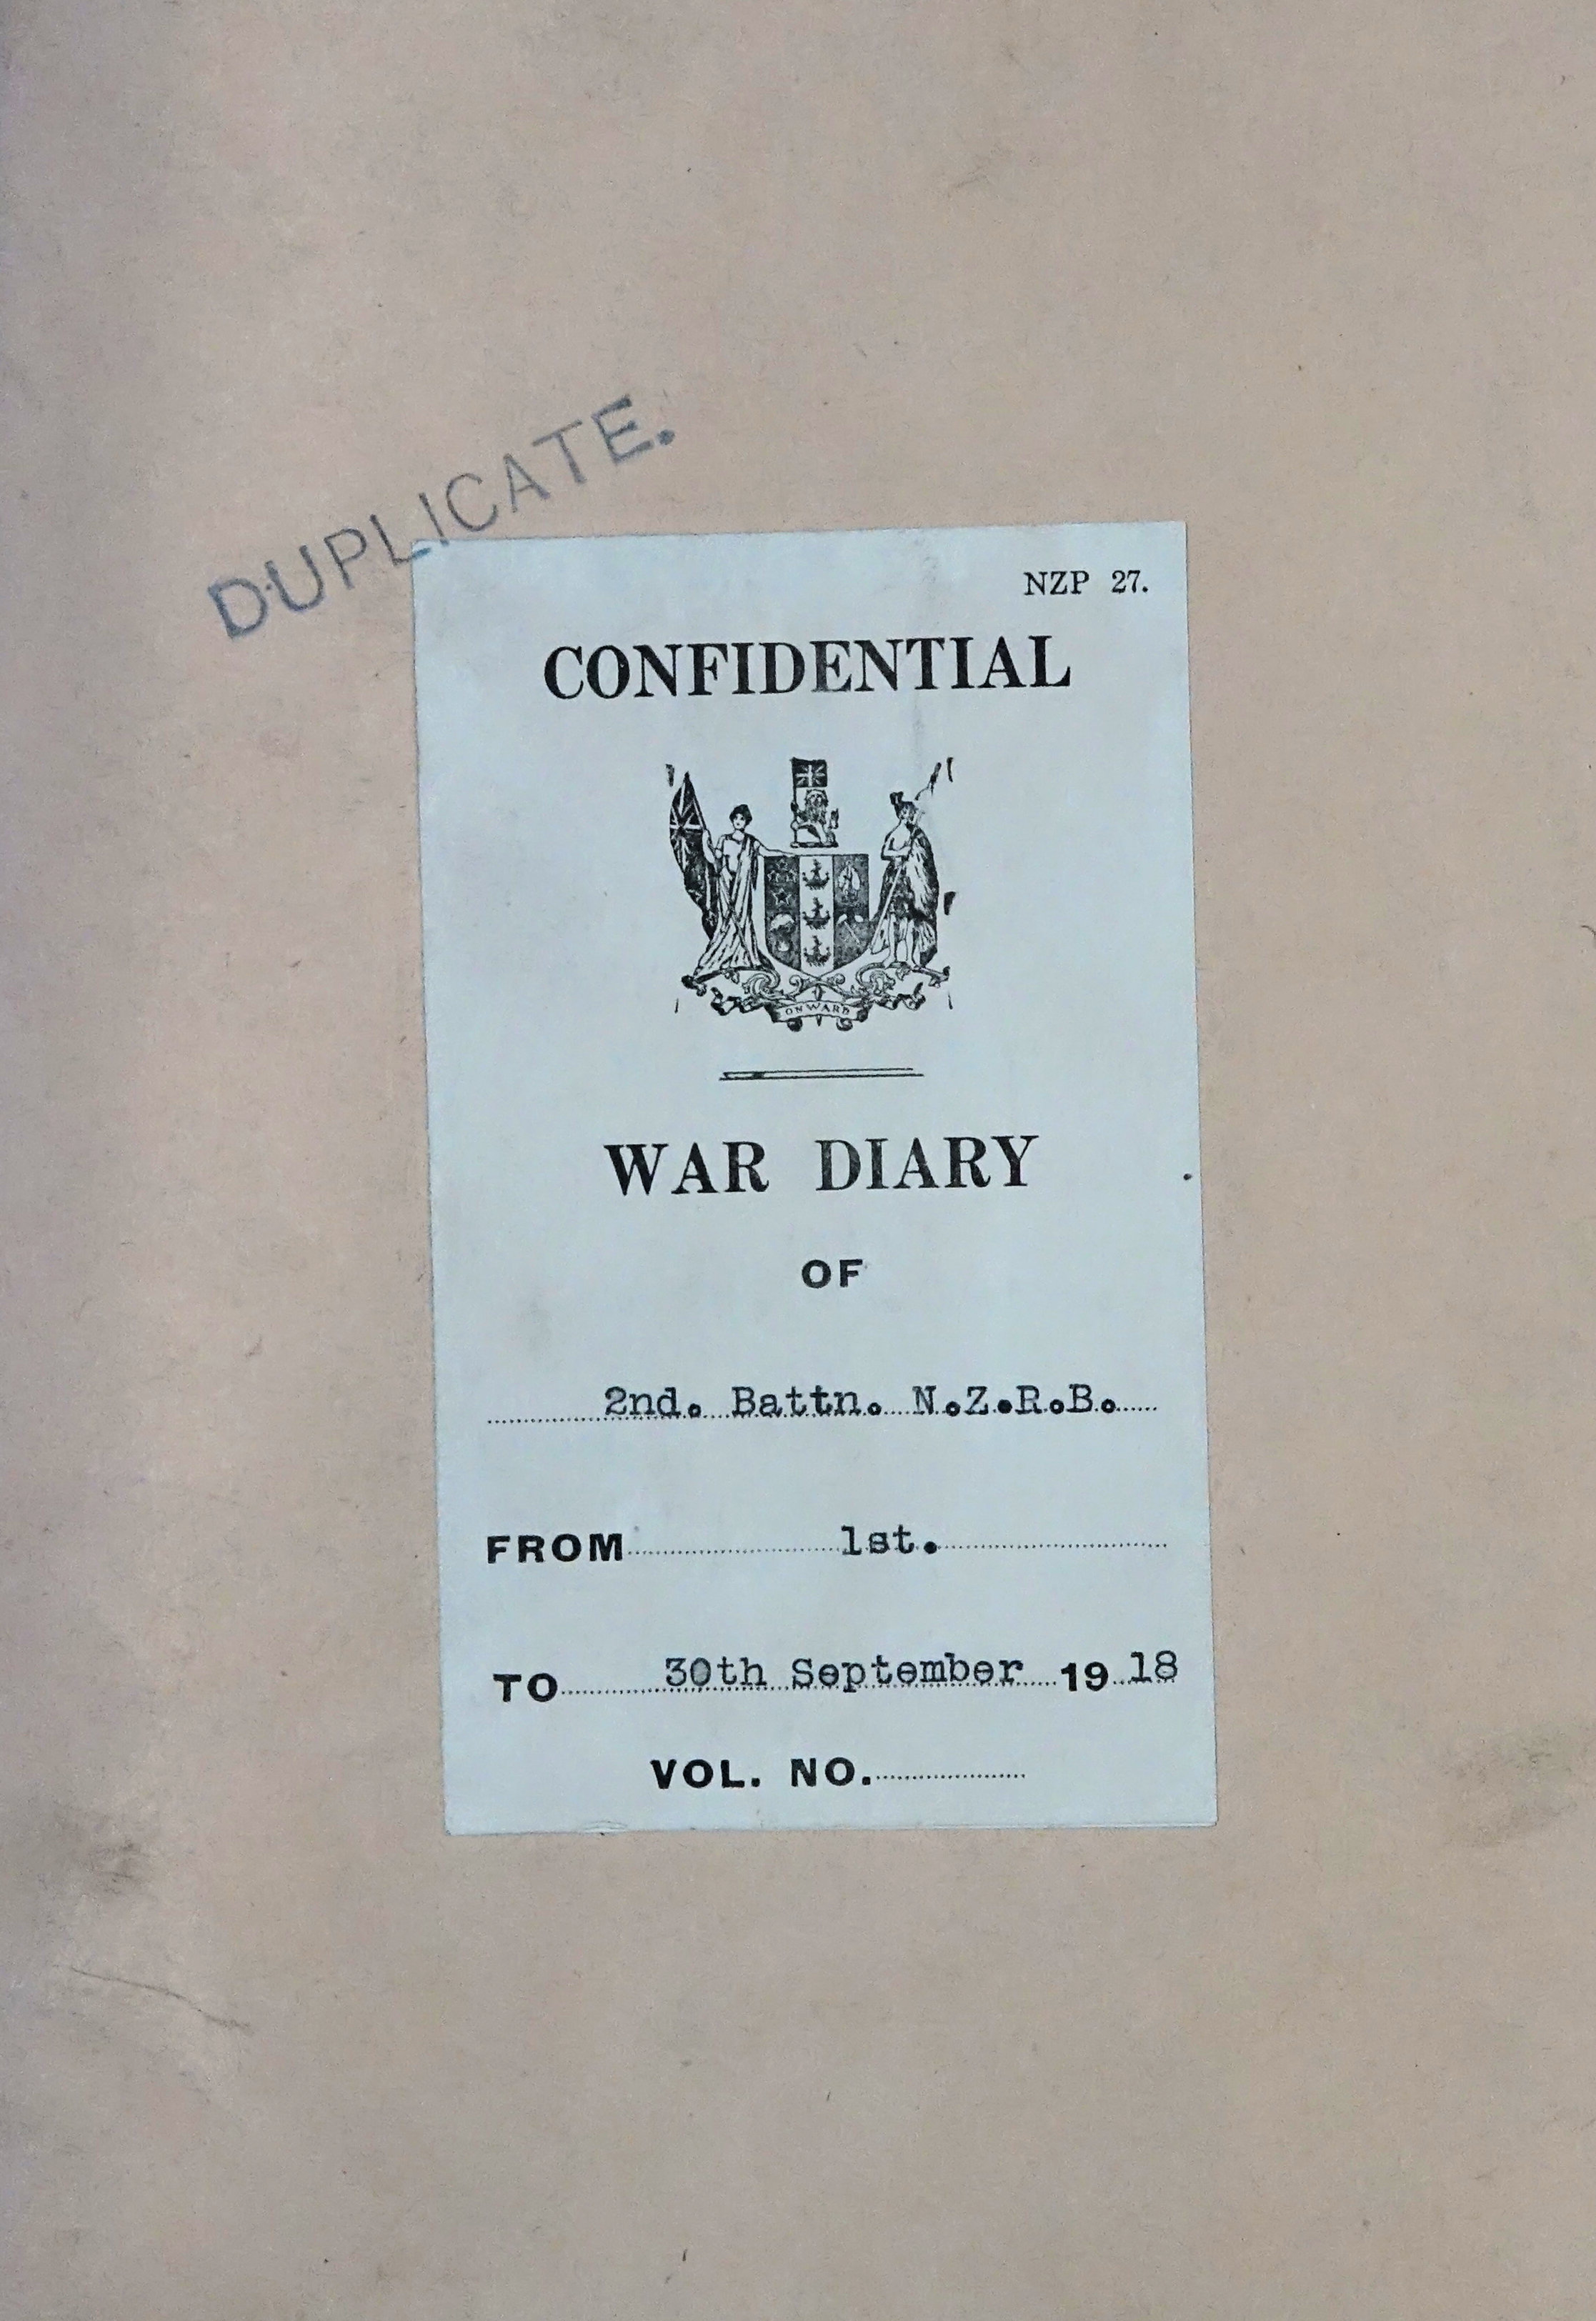 DUPLICATE.
NZP 27.
CONFIDENTIAL
ONWARD
WAR DIARY
OF
2nd. Battn. N.Z.R.B.
FROM 1st.
TO 30th September 1918
VOL. NO.